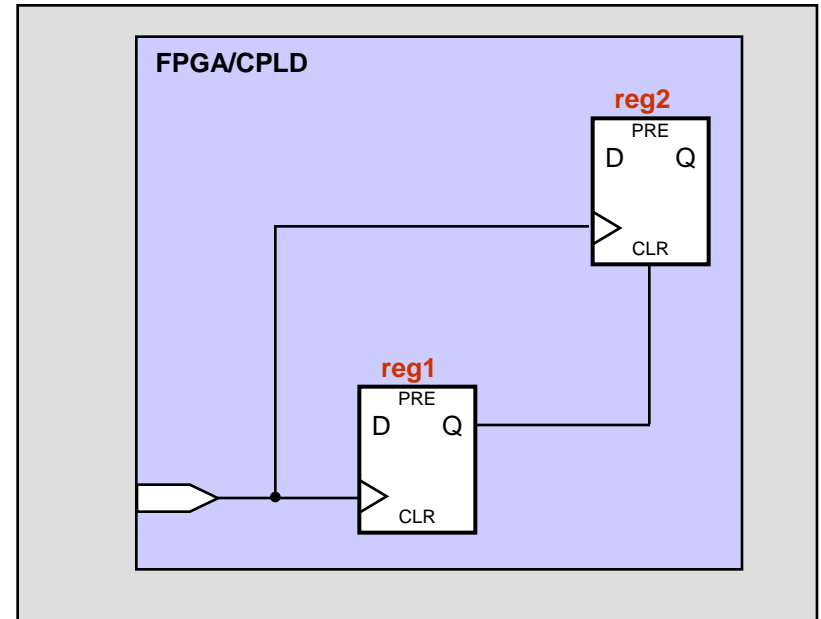 FPGA/CPLD
reg2
PRE
D Q
CLR
reg1
PRE
D Q
CLR